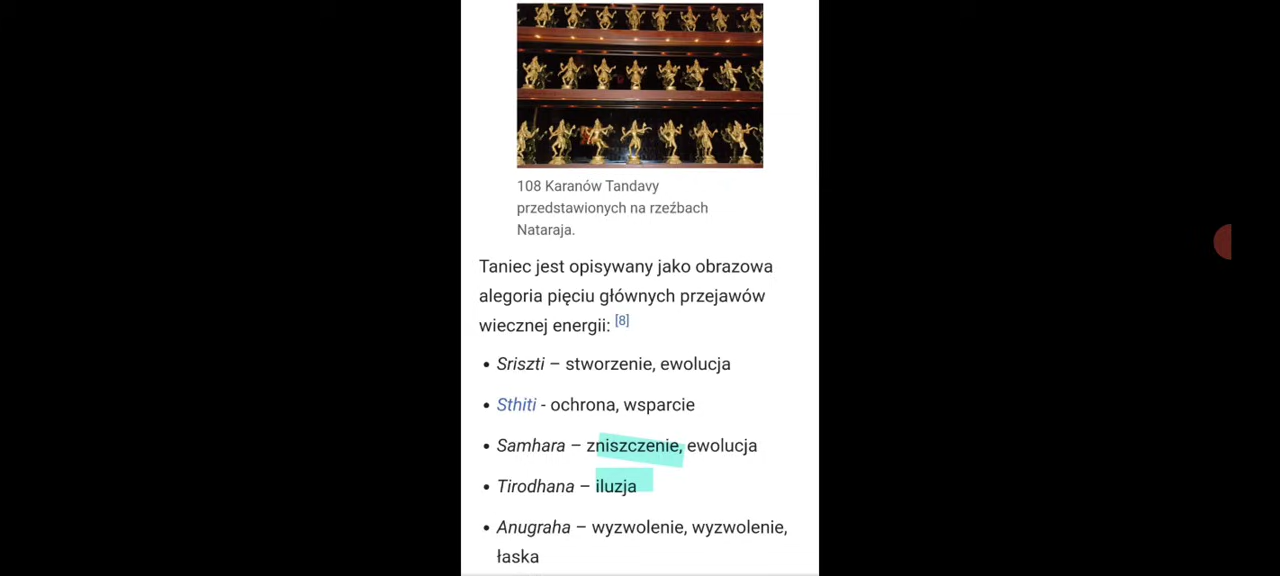 108 Karanów Tandavy
przedstawionych na rzeźbach
Nataraja.
Taniec jest opisywany jako obrazowa
alegoria pięciu głównych przejawów
wiecznej energii: [8]
• Sriszti – stworzenie, ewolucja
• Sthiti - ochrona, wsparcie
• Samhara – zniszczenie, ewolucja
• Tirodhana – iluzja
• Anugraha – wyzwolenie, wyzwolenie,
łaska